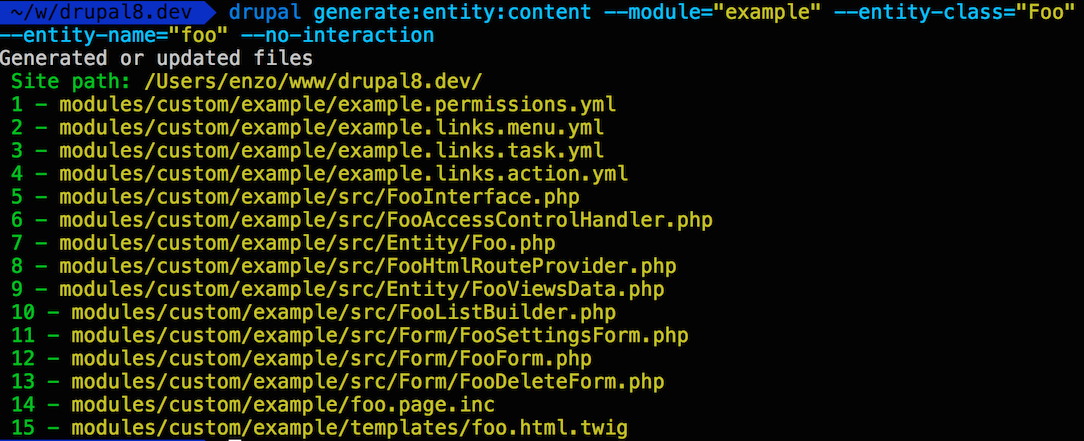 ~/w/drupal8.dev drupal generate:entity:content --module="example" --entity-class="Foo"
--entity-name="foo" --no-interaction
Generated or updated files
Site path: /Users/enzo/www/drupal8.dev/
1 - modules/custom/example/example.permissions.yml
2 - modules/custom/example/example.links.menu.yml
3 - modules/custom/example/example.links.task.yml
4 - modules/custom/example/example.links.action.yml
5 - modules/custom/example/src/FooInterface.php
6 - modules/custom/example/src/FooAccessControlHandler.php
7 - modules/custom/example/src/Entity/Foo.php
8 - modules/custom/example/src/FooHtmlRouteProvider.php
9 - modules/custom/example/src/Entity/FooViewsData.php
10 - modules/custom/example/src/FooListBuilder.php
11 - modules/custom/example/src/Form/FooSettingsForm.php
12 - modules/custom/example/src/Form/FooForm.php
13 - modules/custom/example/src/Form/FooDeleteForm.php
14 - modules/custom/example/foo.page.inc
15 - modules/custom/example/templates/foo.html.twig